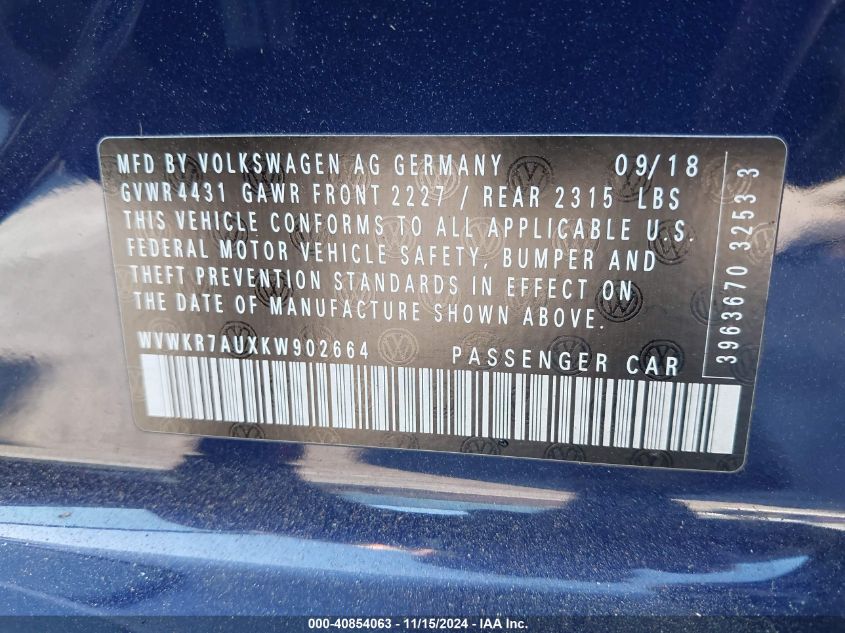 MFD BY VOLKSWAGEN AG GERMANY 09/18
GVWR 4431 GAWR FRONT 2227 / REAR 2315 LBS
THIS VEHICLE CONFORMS TO ALL APPLICABLE U.S.
FEDERAL MOTOR VEHICLE SAFETY, BUMPER AND
THEFT PREVENTION STANDARDS IN EFFECT ON
THE DATE OF MANUFACTURE SHOWN ABOVE.
WVWKR7AUXKW902664 PASSENGER CAR
3963670 3253 3
000-40854063 - 11/15/2024 - IAA Inc.